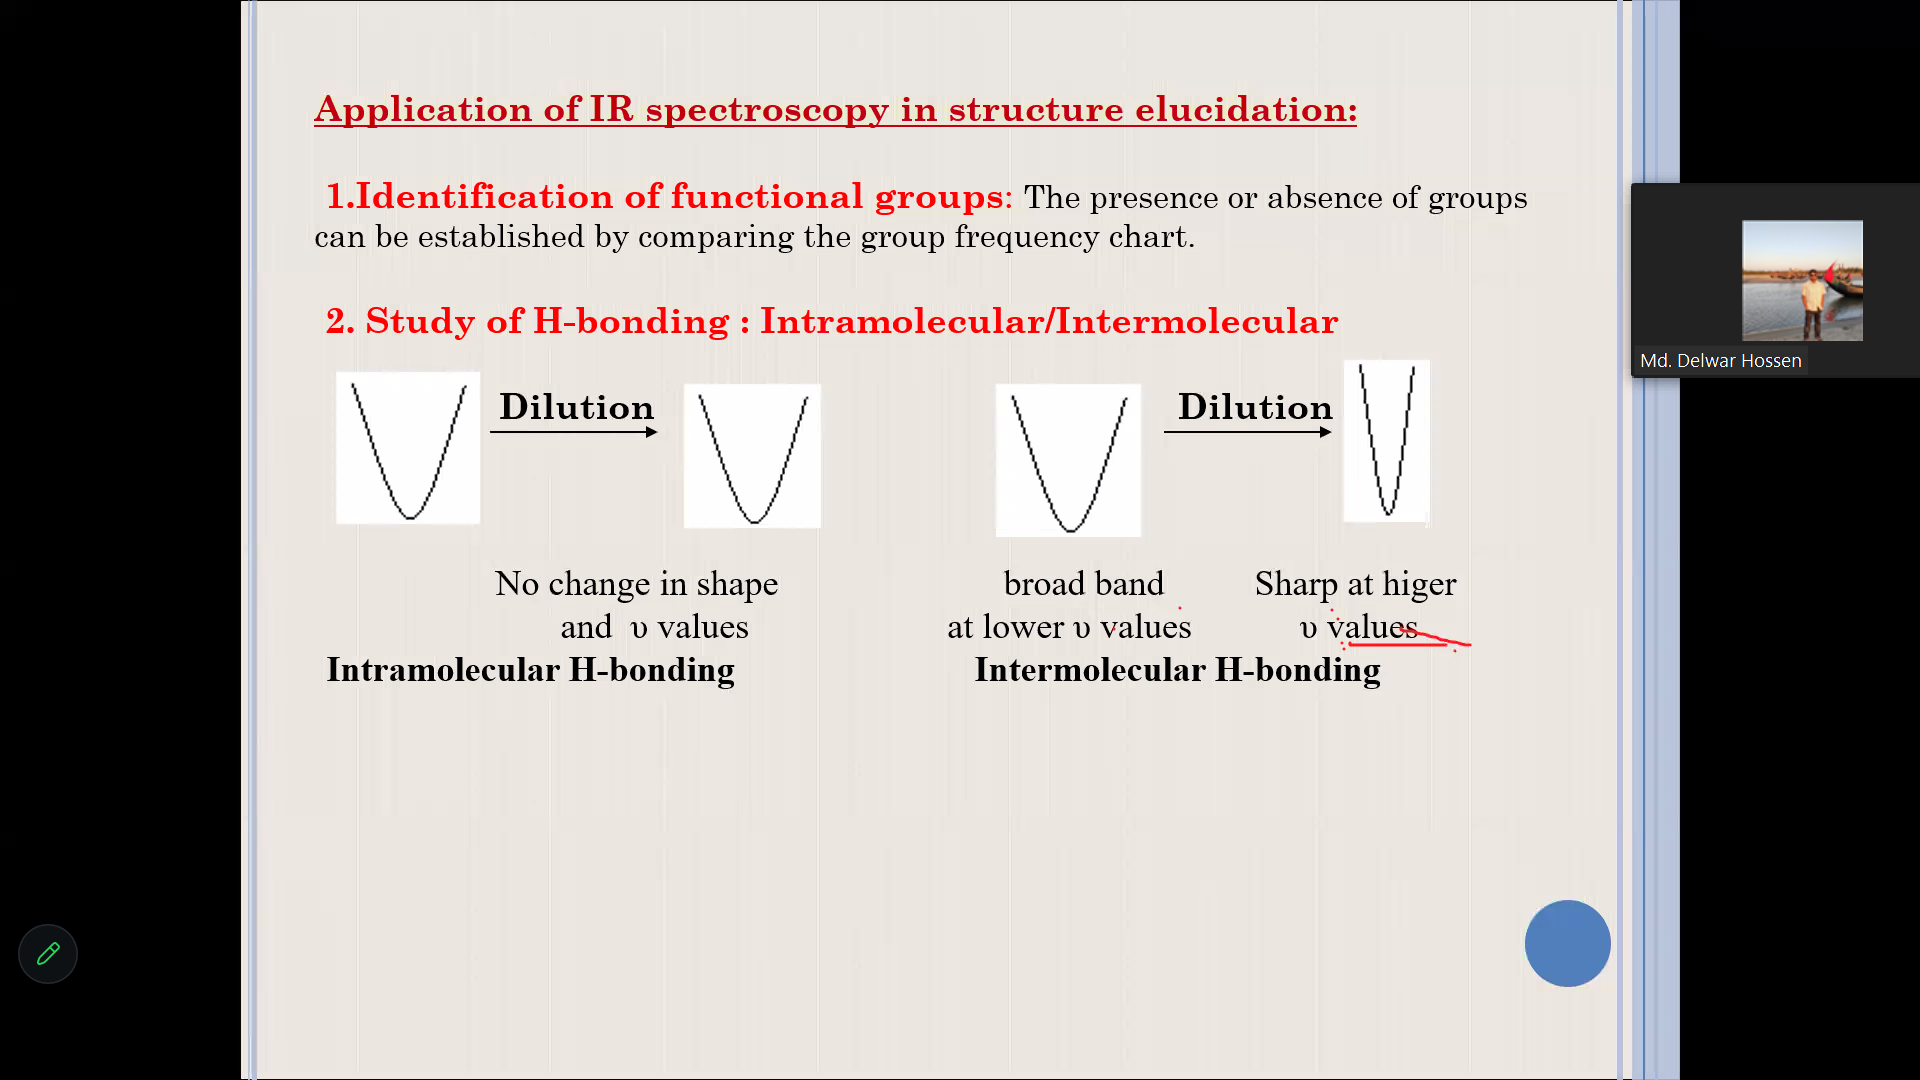 Application of IR spectroscopy in structure elucidation:
1.Identification of functional groups: The presence or absence of groups
can be established by comparing the group frequency chart.
2. Study of H-bonding : Intramolecular/Intermolecular
Md. Delwar Hossen
Dilution
Dilution
No change in shape
and υ values
Intramolecular H-bonding
broad band
at lower υ values
Sharp at higer
υ values
Intermolecular H-bonding